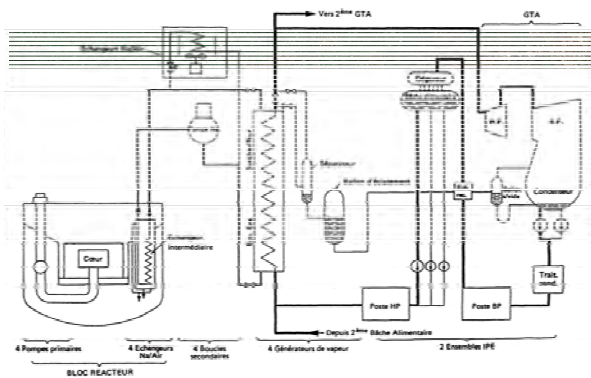 Vers 2ème GTA
GTA
Echangeur Na/Air
Dégazeur
H.P.
B.P.
Séparateur
Ballon d'éclatement
Condenseur
Echangeur
intermédiaire
Cœur
Trait.
cond.
Poste HP
Poste BP
Depuis 2ème Bâche Alimentaire
4 Pompes primaires
4 Echangeurs
Na/Air
4 Boucles
secondaires
4 Générateurs de vapeur
2 Ensembles IPE
BLOC REACTEUR